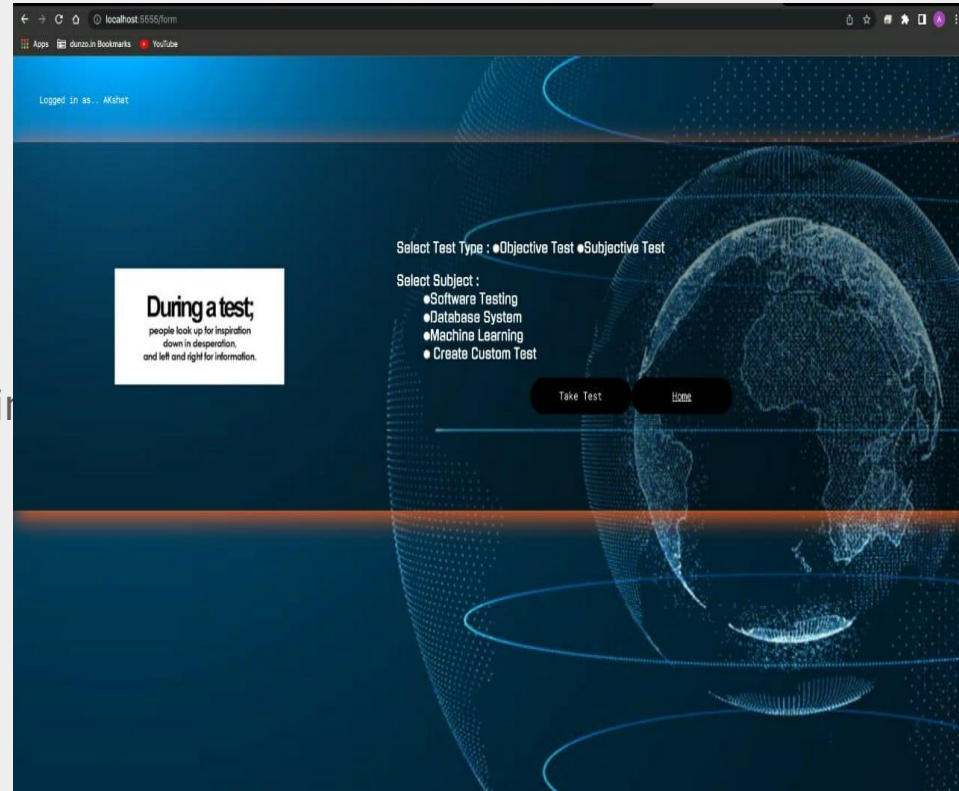 localhost:5555/form
Apps dunzo.in Bookmarks YouTube
Logged in as.. AKshat
Select Test Type : ●Objective Test ●Subjective Test
Select Subject :
●Software Testing
●Database System
●Machine Learning
● Create Custom Test
Take Test Home
During a test;
people look up for inspiration
down in desperation,
and left and right for information.